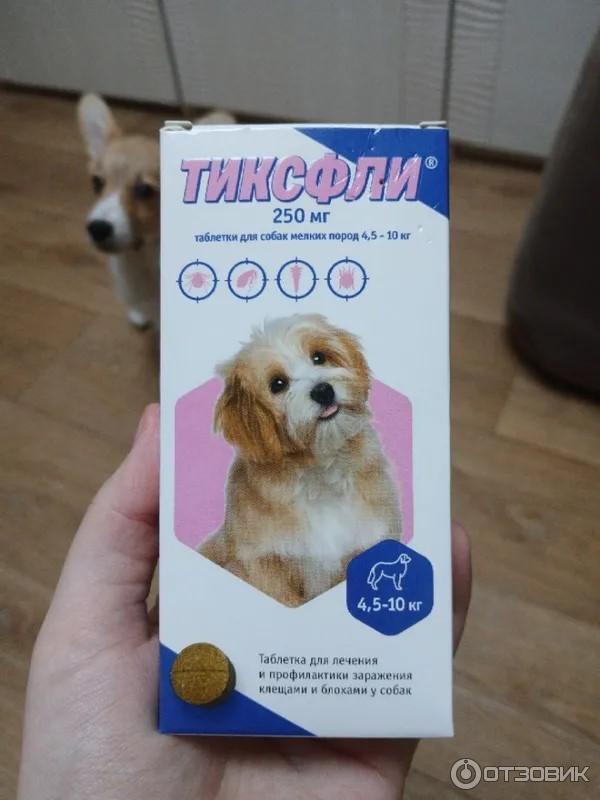 ТИКСФЛИ®
250 мг
таблетки для собак мелких пород 4,5 - 10 кг
4,5-10 кг
Таблетка для лечения
и профилактики заражения
клещами и блохами у собак
ОТЗОВИК